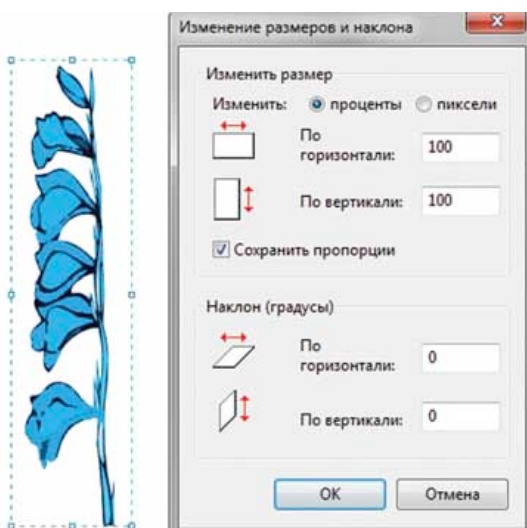 Изменение размеров и наклона
Изменить размер
Изменить: проценты пиксели
По
горизонтали: 100
По вертикали: 100
Сохранить пропорции
Наклон (градусы)
По
горизонтали: 0
По вертикали: 0
ОК Отмена